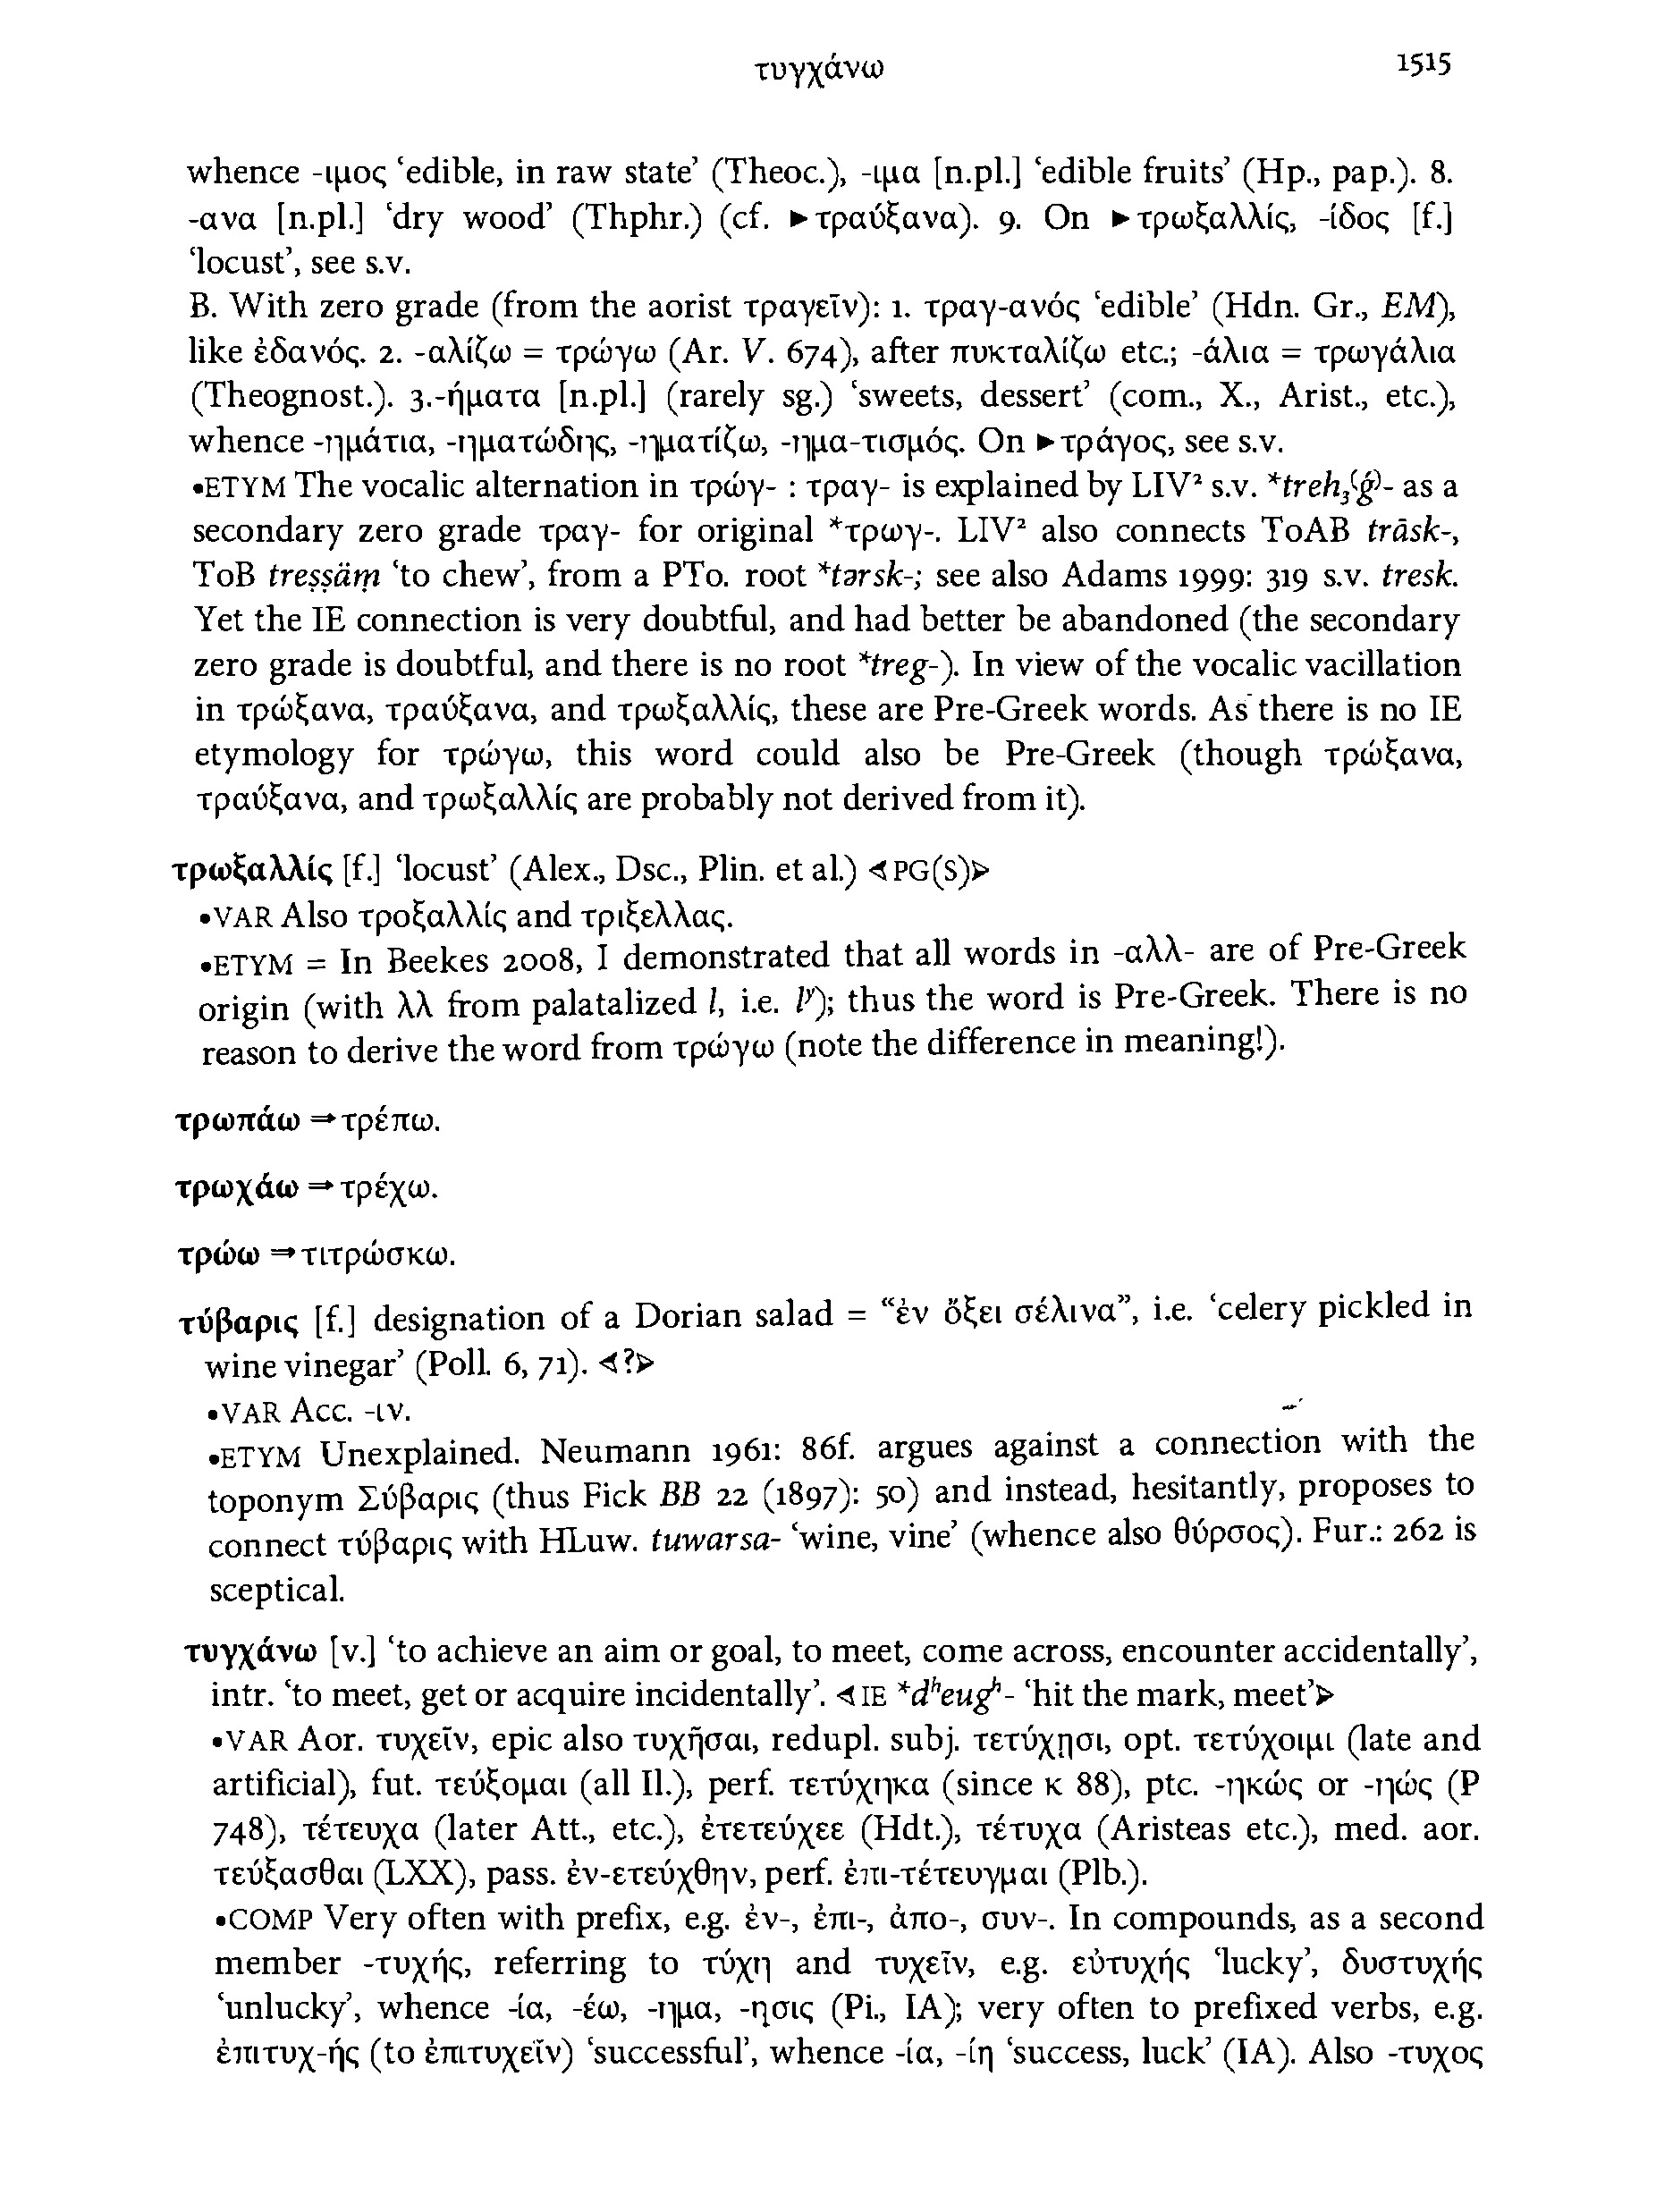 τυγχάνω 1515
whence -ιμος ‘edible, in raw state’ (Theoc.), -ιμα [n.pl.] ‘edible fruits’ (Hp., pap.). 8.
-ανα [n.pl.] ‘dry wood’ (Thphr.) (cf. ►τραύξανα). 9. On ►τρωξαλλίς, -ίδος [f.]
‘locust’, see s.v.
B. With zero grade (from the aorist τραγεῖν): 1. τραγ-ανός ‘edible’ (Hdn. Gr., EM),
like ἐδανός. 2. -αλίζω = τρώγω (Ar. V. 674), after πυκταλίζω etc.; -άλια = τρωγάλια
(Theognost.). 3.-ήματα [n.pl.] (rarely sg.) ‘sweets, dessert’ (com., X., Arist., etc.),
whence -ημάτια, -ηματώδης, -ηματίζω, -ημα-τισμός. On ►τράγος, see s.v.
•ETYM The vocalic alternation in τρώγ- : τραγ- is explained by LIV² s.v. *treh₃⁽ǵ⁾- as a
secondary zero grade τραγ- for original *τρωγ-. LIV² also connects ToAB träsk-,
ToB treṣṣäṃ ‘to chew’, from a PTo. root *tərsk-; see also Adams 1999: 319 s.v. tresk.
Yet the IE connection is very doubtful, and had better be abandoned (the secondary
zero grade is doubtful, and there is no root *treg-). In view of the vocalic vacillation
in τρώξανα, τραύξανα, and τρωξαλλίς, these are Pre-Greek words. As there is no IE
etymology for τρώγω, this word could also be Pre-Greek (though τρώξανα,
τραύξανα, and τρωξαλλίς are probably not derived from it).
τρωξαλλίς [f.] ‘locust’ (Alex., Dsc., Plin. et al.) ⊲PG(S)⊳
•VAR Also τροξαλλίς and τριξελλας.
•ETYM = In Beekes 2008, I demonstrated that all words in -αλλ- are of Pre-Greek
origin (with λλ from palatalized l, i.e. lʸ); thus the word is Pre-Greek. There is no
reason to derive the word from τρώγω (note the difference in meaning!).
τρωπάω ⇒τρέπω.
τρωχάω ⇒τρέχω.
τρώω ⇒τιτρώσκω.
τύβαρις [f.] designation of a Dorian salad = “ἐν ὄξει σέλινα”, i.e. ‘celery pickled in
wine vinegar’ (Poll. 6, 71). ⊲?⊳
•VAR Acc. -ιν.
•ETYM Unexplained. Neumann 1961: 86f. argues against a connection with the
toponym Σύβαρις (thus Fick BB 22 (1897): 50) and instead, hesitantly, proposes to
connect τύβαρις with HLuw. tuwarsa- ‘wine, vine’ (whence also θύρσος). Fur.: 262 is
sceptical.
τυγχάνω [v.] ‘to achieve an aim or goal, to meet, come across, encounter accidentally’,
intr. ‘to meet, get or acquire incidentally’. ⊲IE *dʰeugʰ- ‘hit the mark, meet’⊳
•VAR Aor. τυχεῖν, epic also τυχῆσαι, redupl. subj. τετύχῃσι, opt. τετύχοιμι (late and
artificial), fut. τεύξομαι (all Il.), perf. τετύχηκα (since κ 88), ptc. -ηκώς or -ηώς (P
748), τέτευχα (later Att., etc.), ἐτετεύχεε (Hdt.), τέτυχα (Aristeas etc.), med. aor.
τεύξασθαι (LXX), pass. ἐν-ετεύχθην, perf. ἐπι-τέτευγμαι (Plb.).
•COMP Very often with prefix, e.g. ἐν-, ἐπι-, ἀπο-, συν-. In compounds, as a second
member -τυχής, referring to τύχη and τυχεῖν, e.g. εὐτυχής ‘lucky’, δυστυχής
‘unlucky’, whence -ία, -έω, -ημα, -ησις (Pi., IA); very often to prefixed verbs, e.g.
ἐπιτυχ-ής (to ἐπιτυχεῖν) ‘successful’, whence -ία, -ίη ‘success, luck’ (IA). Also -τυχος